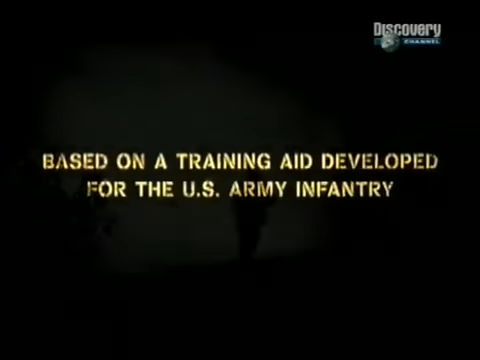 Discovery
CHANNEL
BASED ON A TRAINING AID DEVELOPED
FOR THE U.S. ARMY INFANTRY